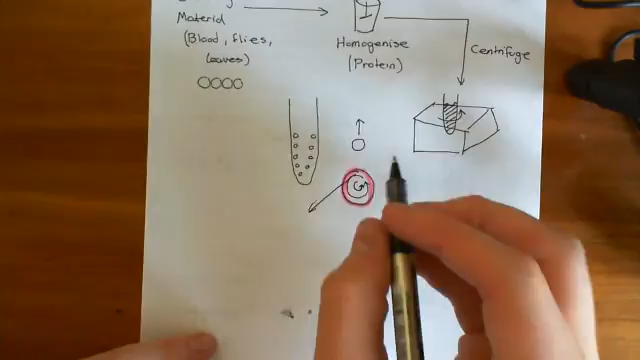 Material
(Blood, flies,
leaves)
Homogenise
(Protein)
Centrifuge